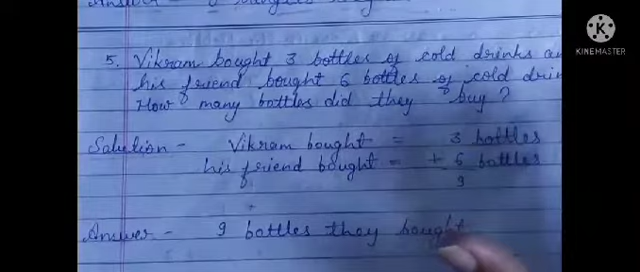 5. Vikram bought 3 bottles of cold drinks
his friend bought 6 bottles of cold
How many bottles did they buy?
Solution - Vikram bought = 3 bottles
his friend bought = + 6 bottles
9
Answer - 9 bottles they bought
KINEMASTER